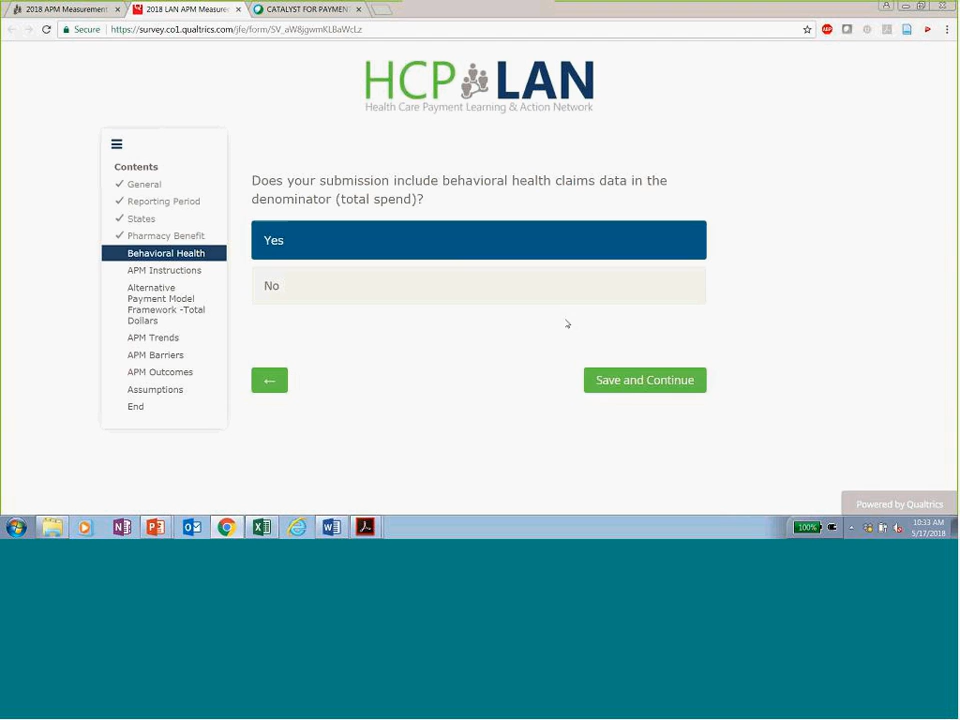 2018 APM Measurement
2018 LAN APM Measure
CATALYST FOR PAYMEN
Secure
https://survey.co1.qualtrics.com/jfe/form/SV_aW8jgwmKLBaWcLz
HCP LAN
Health Care Payment Learning & Action Network
Contents
General
Reporting Period
States
Pharmacy Benefit
Behavioral Health
APM Instructions
Alternative
Payment Model
Framework -Total
Dollars
APM Trends
APM Barriers
APM Outcomes
Assumptions
End
Does your submission include behavioral health claims data in the
denominator (total spend)?
Yes
No
←
Save and Continue
Powered by Qualtrics
100%
10:33 AM
5/17/2018